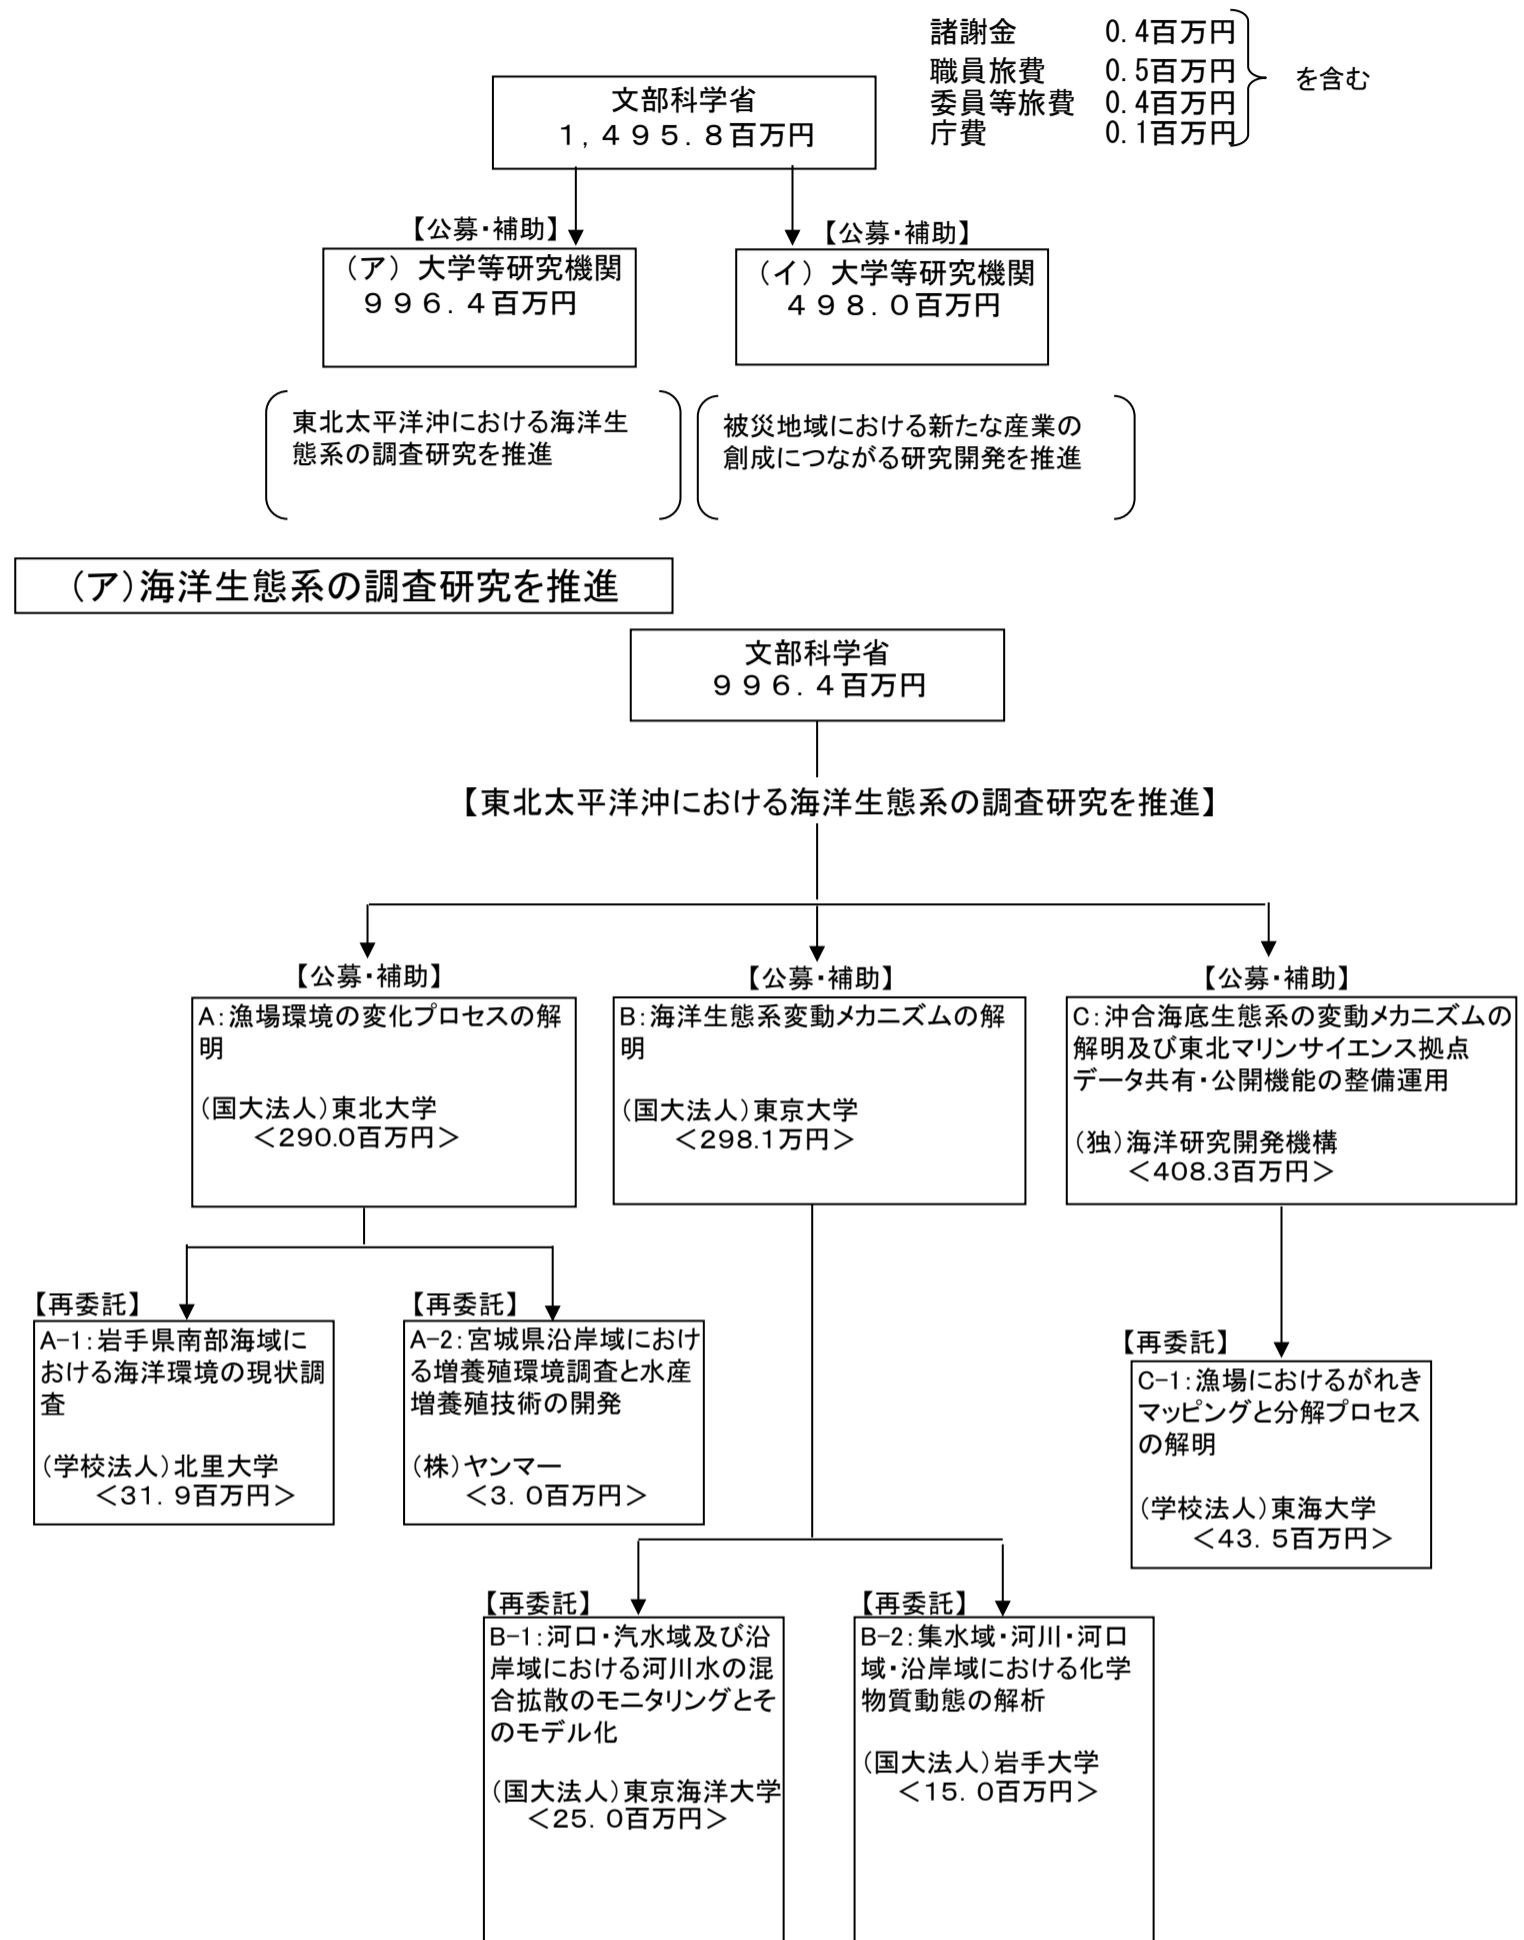 諸謝金 0.4百万円
職員旅費 0.5百万円
委員等旅費 0.4百万円
庁費 0.1百万円
を含む
文部科学省
1,495.8百万円
【公募・補助】
(ア)大学等研究機関
996.4百万円
【公募・補助】
(イ)大学等研究機関
498.0百万円
東北太平洋沖における海洋生
態系の調査研究を推進
被災地域における新たな産業の
創成につながる研究開発を推進
(ア)海洋生態系の調査研究を推進
文部科学省
996.4百万円
【東北太平洋沖における海洋生態系の調査研究を推進】
【公募・補助】
A:漁場環境の変化プロセスの解
明
(国大法人)東北大学
<290.0百万円>
【公募・補助】
B:海洋生態系変動メカニズムの解
明
(国大法人)東京大学
<298.1万円>
【公募・補助】
C:沖合海底生態系の変動メカニズムの
解明及び東北マリンサイエンス拠点
データ共有・公開機能の整備運用
(独)海洋研究開発機構
<408.3百万円>
【再委託】
A-1:岩手県南部海域に
おける海洋環境の現状調
査
(学校法人)北里大学
<31.9百万円>
【再委託】
A-2:宮城県沿岸域におけ
る増養殖環境調査と水産
増養殖技術の開発
(株)ヤンマー
<3.0百万円>
【再委託】
C-1:漁場におけるがれき
マッピングと分解プロセス
の解明
(学校法人)東海大学
<43.5百万円>
【再委託】
B-1:河口・汽水域及び沿
岸域における河川水の混
合拡散のモニタリングとそ
のモデル化
(国大法人)東京海洋大学
<25.0百万円>
【再委託】
B-2:集水域・河川・河口
域・沿岸域における化学
物質動態の解析
(国大法人)岩手大学
<15.0百万円>